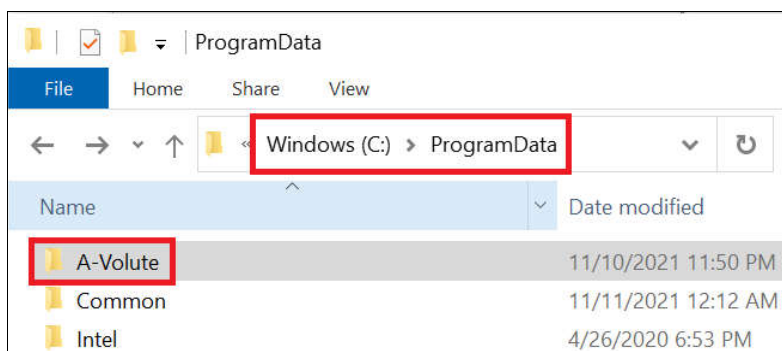 ProgramData
File Home Share View
« Windows (C:) > ProgramData
Name Date modified
A-Volute 11/10/2021 11:50 PM
Common 11/11/2021 12:12 AM
Intel 4/26/2020 6:53 PM